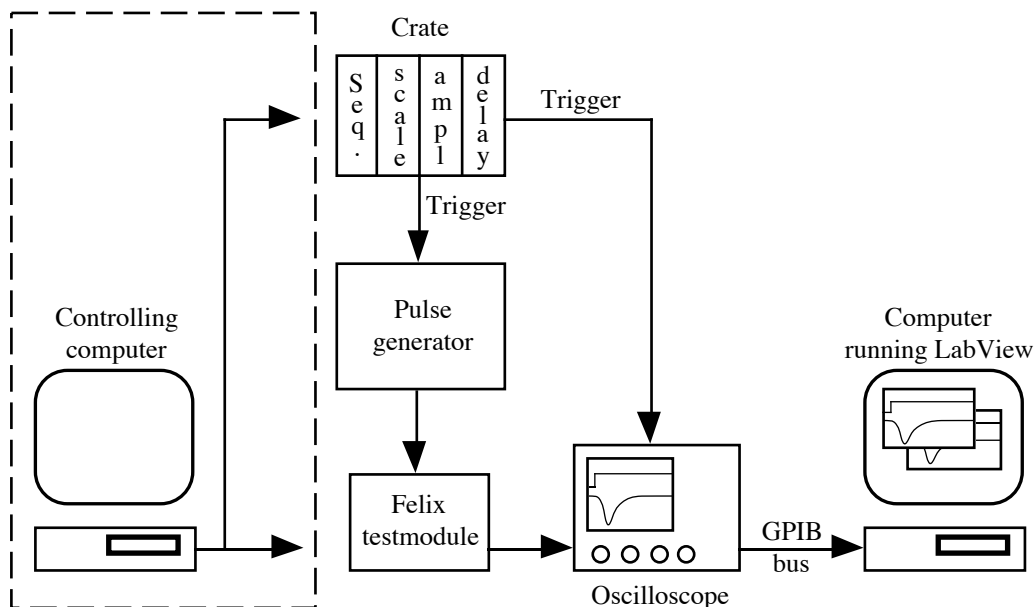 Crate
Seq.
scale
ampl
delay
Trigger
Trigger
Pulse
generator
Controlling
computer
Computer
running LabView
Felix
testmodule
GPIB
bus
Oscilloscope